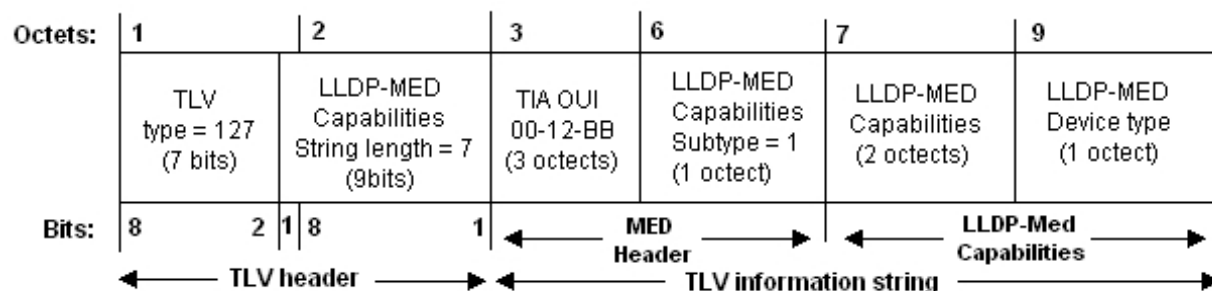 Octets: 1 2 3 6 7 9
TLV
type = 127
(7 bits)
LLDP-MED
Capabilities
String length = 7
(9bits)
TIA OUI
00-12-BB
(3 octects)
LLDP-MED
Capabilities
Subtype = 1
(1 octect)
LLDP-MED
Capabilities
(2 octects)
LLDP-MED
Device type
(1 octect)
Bits: 8 2 1 8 1
MED
Header
LLDP-Med
Capabilities
TLV header
TLV information string